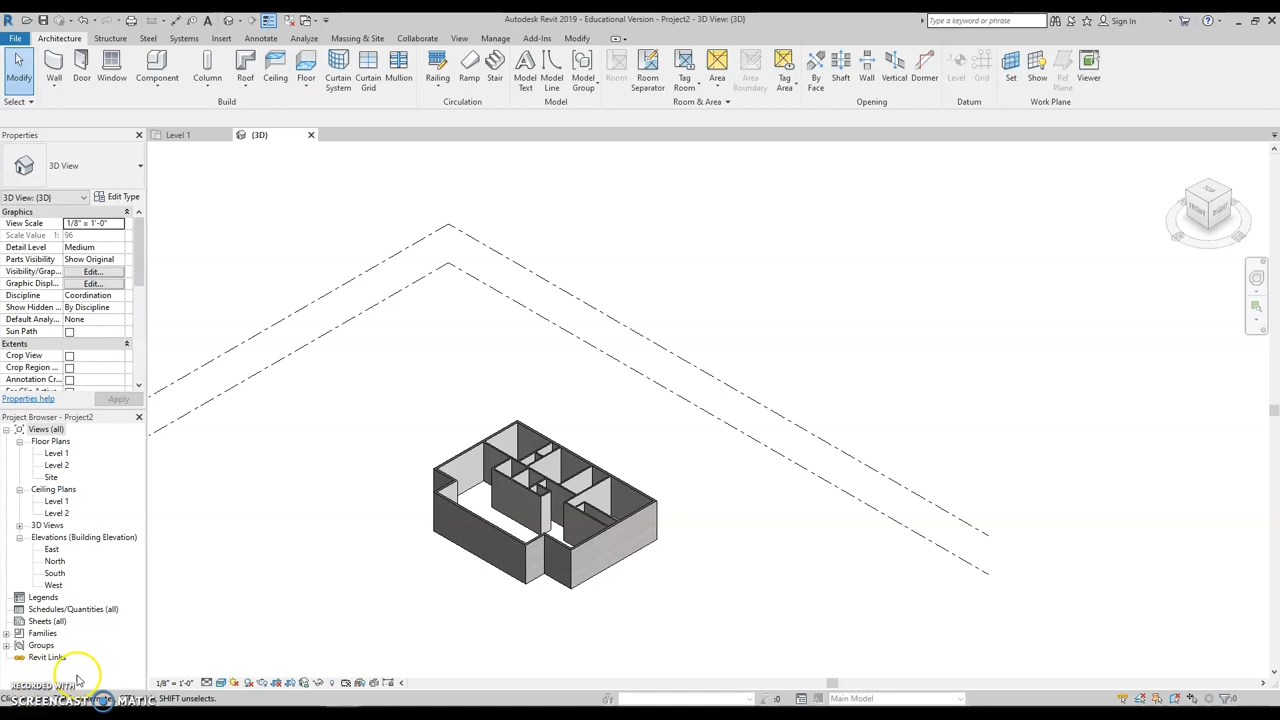 Autodesk Revit 2019 - Educational Version - Project2 - 3D View: {3D}
Type a keyword or phrase
Sign In
File Architecture Structure Steel Systems Insert Annotate Analyze Massing & Site Collaborate View Manage Add-Ins Modify
Modify Wall Door Window Component Column Roof Ceiling Floor Curtain System Curtain Grid Mullion Railing Ramp Stair Model Text Model Line Model Group Room Room Separator Tag Room Area Area Boundary Tag Area By Face Shaft Wall Vertical Dormer Level Grid Set Show Ref Plane Viewer
Select Build Circulation Model Room & Area Opening Datum Work Plane
Properties
Level 1
{3D}
3D View
3D View: {3D}
Edit Type
Graphics
View Scale 1/8" = 1'-0"
Scale Value 1: 96
Detail Level Medium
Parts Visibility Show Original
Visibility/Grap... Edit...
Graphic Displ... Edit...
Discipline Coordination
Show Hidden ... By Discipline
Default Analy... None
Sun Path
Extents
Crop View
Crop Region ...
Annotation Cr...
Properties help
Apply
Project Browser - Project2
Views (all)
Floor Plans
Level 1
Level 2
Site
Ceiling Plans
Level 1
Level 2
3D Views
Elevations (Building Elevation)
East
North
South
West
Legends
Schedules/Quantities (all)
Sheets (all)
Families
Groups
Revit Links
TOP
FRONT
RIGHT
1/8" = 1'-0"
RECORDED WITH
SCREENCAST MATIC
SHIFT unselects.
:0
Main Model
:0